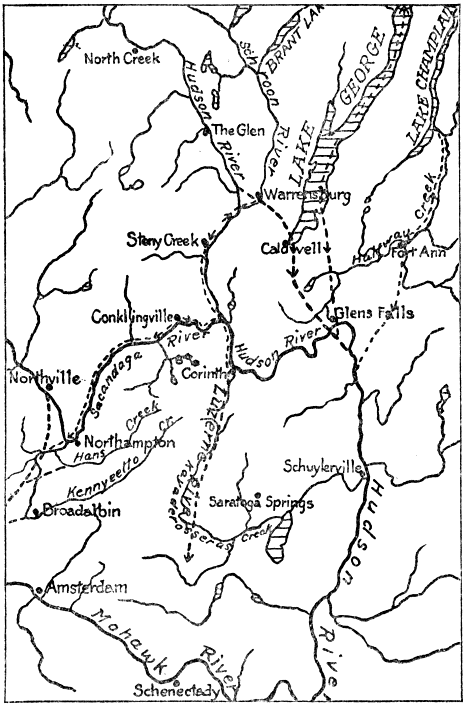 North Creek
Schroon
River
BRANT LAKE
LAKE
GEORGE
LAKE CHAMPLAIN
Hudson
River
The Glen
Warrensburg
Stony Creek
Caldwell
Halfway Creek
Fort Ann
Conklingville
Sacandaga River
Glens Falls
Hudson River
Northville
Corinth
Northampton
Hans Creek
Kennyeetto Cr.
Luzerne
Kayaderosseras Creek
Schuylerville
Saratoga Springs
Broadalbin
Hudson
River
Amsterdam
Mohawk
River
Schenectady